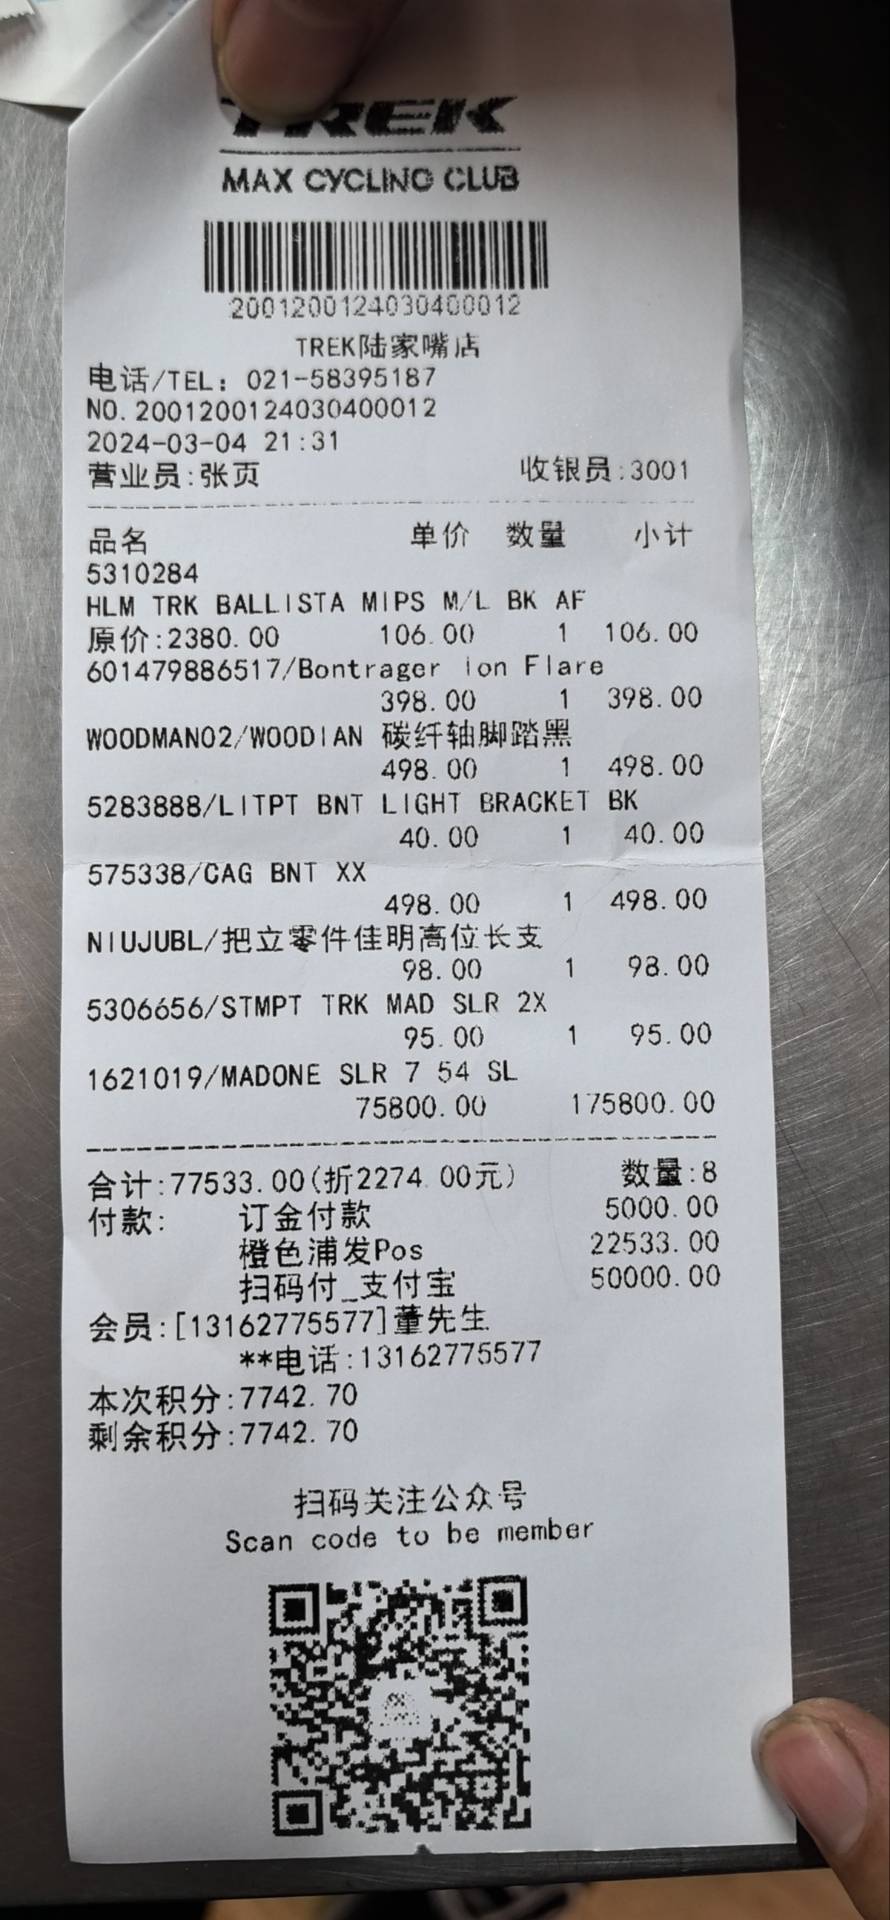 TREK
MAX CYCLING CLUB
2001200124030400012
TREK陆家嘴店
电话/TEL: 021-58395187
NO.2001200124030400012
2024-03-04 21:31
营业员:张页 收银员:3001
品名 单价 数量 小计
5310284
HLM TRK BALLISTA MIPS M/L BK AF
原价:2380.00 106.00 1 106.00
601479886517/Bontrager ion Flare
398.00 1 398.00
WOODMAN02/WOODIAN 碳纤轴脚踏黑
498.00 1 498.00
5283888/LITPT BNT LIGHT BRACKET BK
40.00 1 40.00
575338/CAG BNT XX
498.00 1 498.00
NIUJUBL/把立零件佳明高位长支
98.00 1 98.00
5306656/STMPT TRK MAD SLR 2X
95.00 1 95.00
1621019/MADONE SLR 7 54 SL
75800.00 175800.00
合计:77533.00(折2274.00元) 数量:8
付款: 订金付款 5000.00
橙色浦发Pos 22533.00
扫码付_支付宝 50000.00
会员:[13162775577]董先生
**电话:13162775577
本次积分:7742.70
剩余积分:7742.70
扫码关注公众号
Scan code to be member